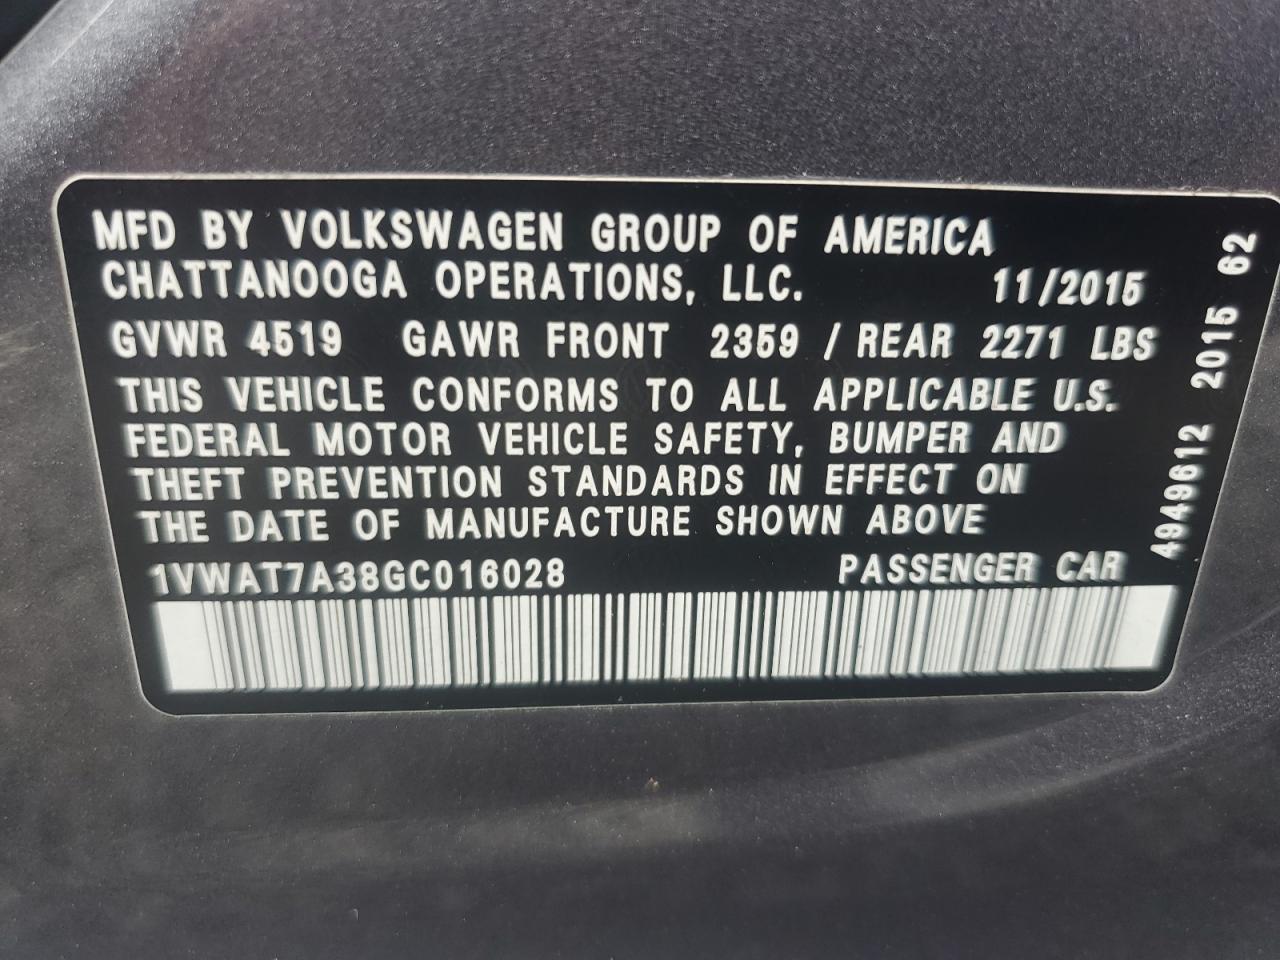 MFD BY VOLKSWAGEN GROUP OF AMERICA
CHATTANOOGA OPERATIONS, LLC. 11/2015
GVWR 4519 GAWR FRONT 2359 / REAR 2271 LBS
THIS VEHICLE CONFORMS TO ALL APPLICABLE U.S.
FEDERAL MOTOR VEHICLE SAFETY, BUMPER AND
THEFT PREVENTION STANDARDS IN EFFECT ON
THE DATE OF MANUFACTURE SHOWN ABOVE
1VWAT7A38GC016028 PASSENGER CAR
4949612 2015 62